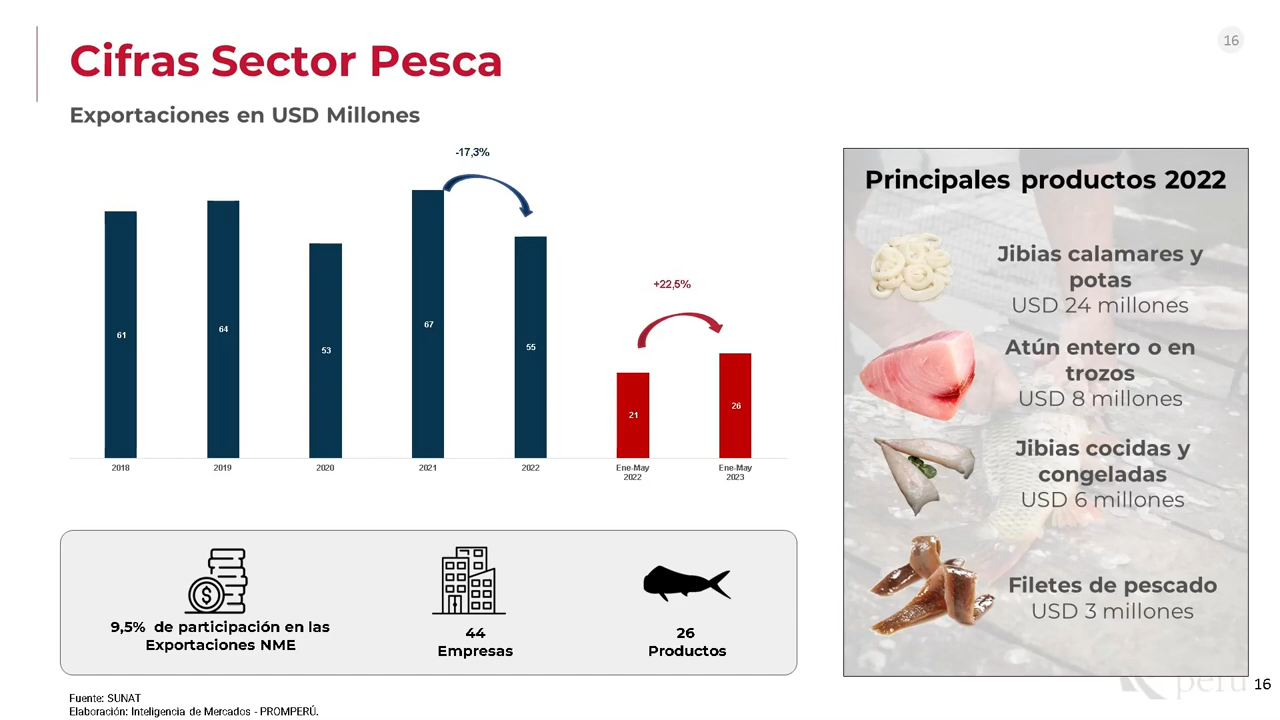 16
Cifras Sector Pesca
Exportaciones en USD Millones
-17,3%
+22,5%
61
64
53
67
55
21
26
2018
2019
2020
2021
2022
Ene-May
2022
Ene-May
2023
Principales productos 2022
Jibias calamares y
potas
USD 24 millones
Atún entero o en
trozos
USD 8 millones
Jibias cocidas y
congeladas
USD 6 millones
Filetes de pescado
USD 3 millones
9,5% de participación en las
Exportaciones NME
44
Empresas
26
Productos
perú
16
Fuente: SUNAT
Elaboración: Inteligencia de Mercados - PROMPERÚ.